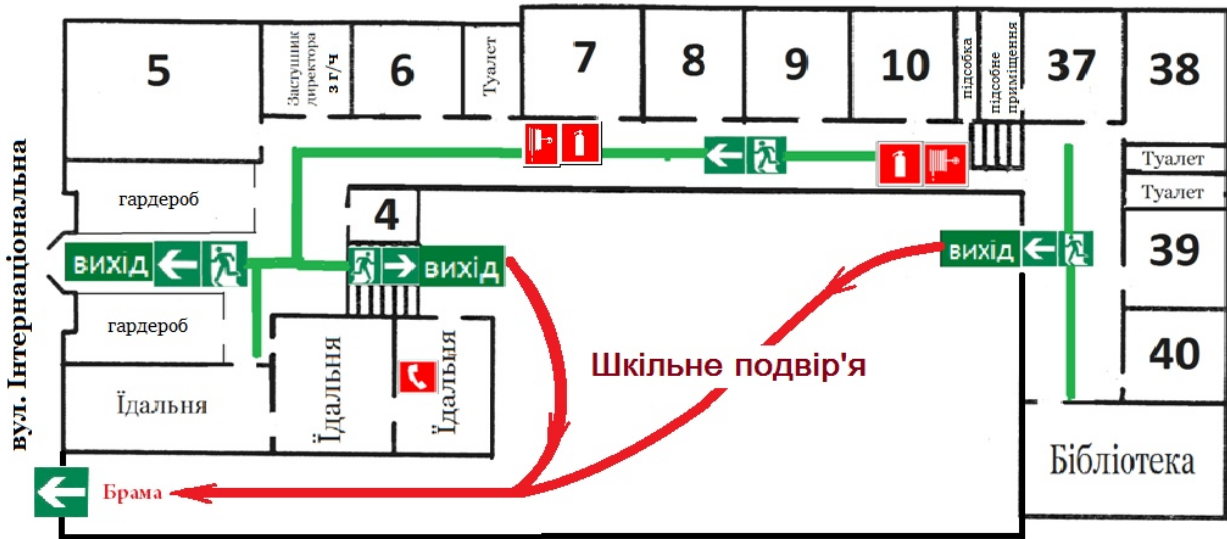 5
Заступник
директора
з г/ч
6
Туалет
7
8
9
10
підсобка
підсобне
приміщення
37
38
Туалет
Туалет
39
40
Бібліотека
вул. Інтернаціональна
гардероб
4
ВИХІД
ВИХІД
ВИХІД
гардероб
Шкільне подвір'я
Їдальня
Їдальня
Їдальня
Брама